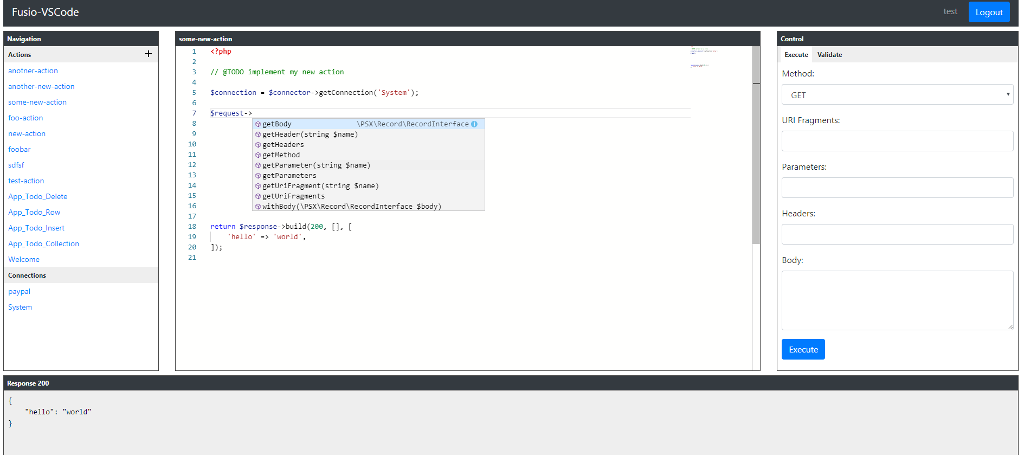 Fusio-VSCode
test
Logout
Navigation
Actions +
another-action
another-new-action
some-new-action
foo-action
new-action
foobar
sdfsf
test-action
App_Todo_Delete
App_Todo_Row
App_Todo_Insert
App_Todo_Collection
Welcome
Connections
paypal
System
some-new-action
1 <?php
2
3 // @TODO implement my new action
4
5 $connection = $connector->getConnection('System');
6
7 $request->
8
9
10
11
12
13
14
15
16
17
18 return $response->build(200, [], [
19 'hello' => 'world',
20 ]);
21
getBody \PSX\Record\RecordInterface
getHeader(string $name)
getHeaders
getMethod
getParameter(string $name)
getParameters
getUriFragment(string $name)
getUriFragments
withBody(\PSX\Record\RecordInterface $body)
Control
Execute Validate
Method:
GET
URI Fragments:
Parameters:
Headers:
Body:
Execute
Response 200
{
"hello": "world"
}